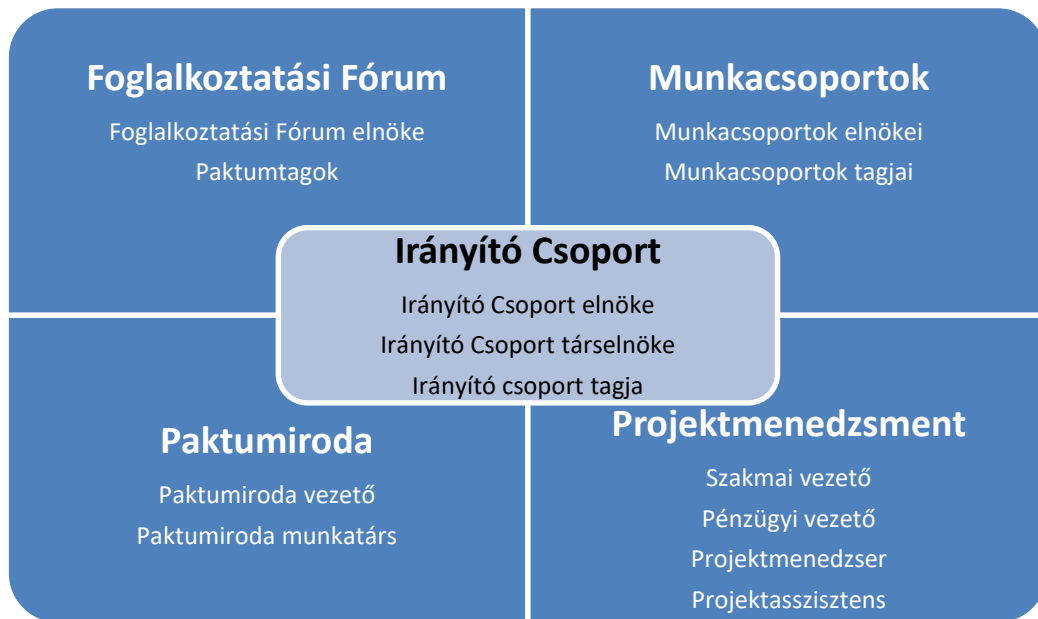 Foglalkoztatási Fórum
Foglalkoztatási Fórum elnöke
Paktumtagok
Munkacsoportok
Munkacsoportok elnökei
Munkacsoportok tagjai
Irányító Csoport
Irányító Csoport elnöke
Irányító Csoport társelnöke
Irányító csoport tagja
Paktumiroda
Paktumiroda vezető
Paktumiroda munkatárs
Projektmenedzsment
Szakmai vezető
Pénzügyi vezető
Projektmenedzser
Projektasszisztens